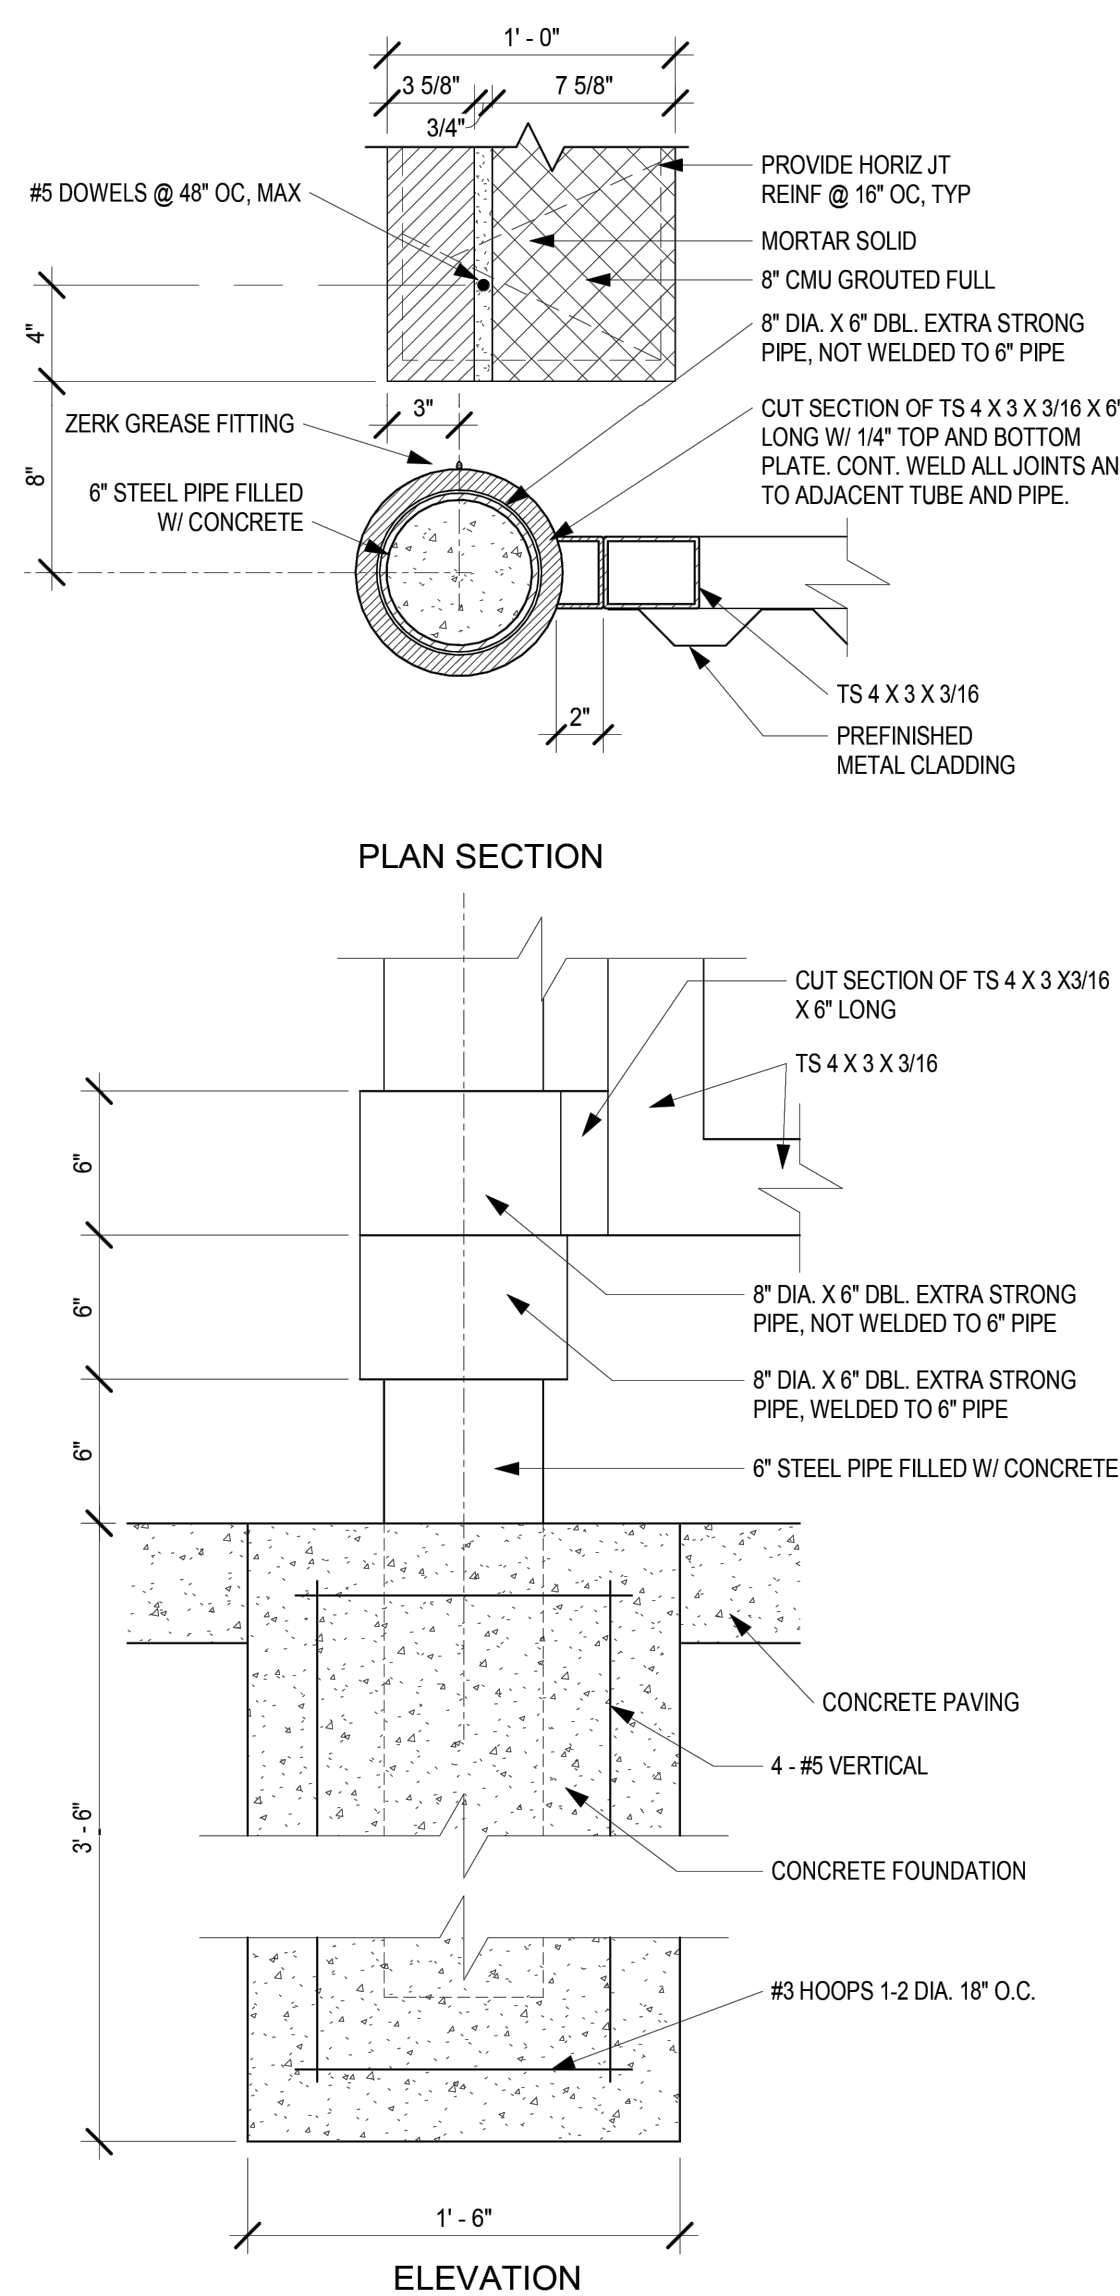 1' - 0"
3 5/8"
7 5/8"
3/4"
#5 DOWELS @ 48" OC, MAX
PROVIDE HORIZ JT
REINF @ 16" OC, TYP
MORTAR SOLID
8" CMU GROUTED FULL
8" DIA. X 6" DBL. EXTRA STRONG
PIPE, NOT WELDED TO 6" PIPE
4"
3"
ZERK GREASE FITTING
CUT SECTION OF TS 4 X 3 X 3/16 X 6"
LONG W/ 1/4" TOP AND BOTTOM
PLATE. CONT. WELD ALL JOINTS AN
TO ADJACENT TUBE AND PIPE.
8"
6" STEEL PIPE FILLED
W/ CONCRETE
TS 4 X 3 X 3/16
2"
PREFINISHED
METAL CLADDING
PLAN SECTION
CUT SECTION OF TS 4 X 3 X3/16
X 6" LONG
TS 4 X 3 X 3/16
6"
6"
8" DIA. X 6" DBL. EXTRA STRONG
PIPE, NOT WELDED TO 6" PIPE
8" DIA. X 6" DBL. EXTRA STRONG
PIPE, WELDED TO 6" PIPE
6"
6" STEEL PIPE FILLED W/ CONCRETE
CONCRETE PAVING
4 - #5 VERTICAL
3' - 6"
CONCRETE FOUNDATION
#3 HOOPS 1-2 DIA. 18" O.C.
1' - 6"
ELEVATION